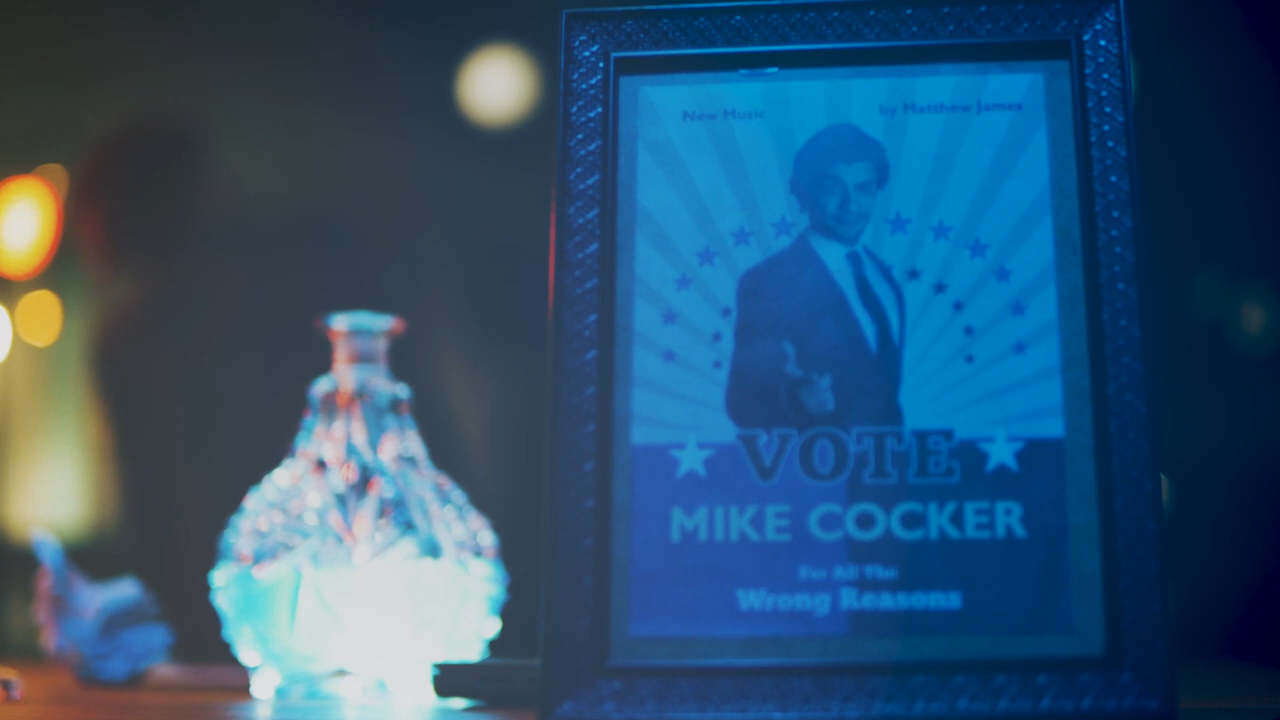 New Music by Matthew James
VOTE
MIKE COCKER
For All The
Wrong Reasons